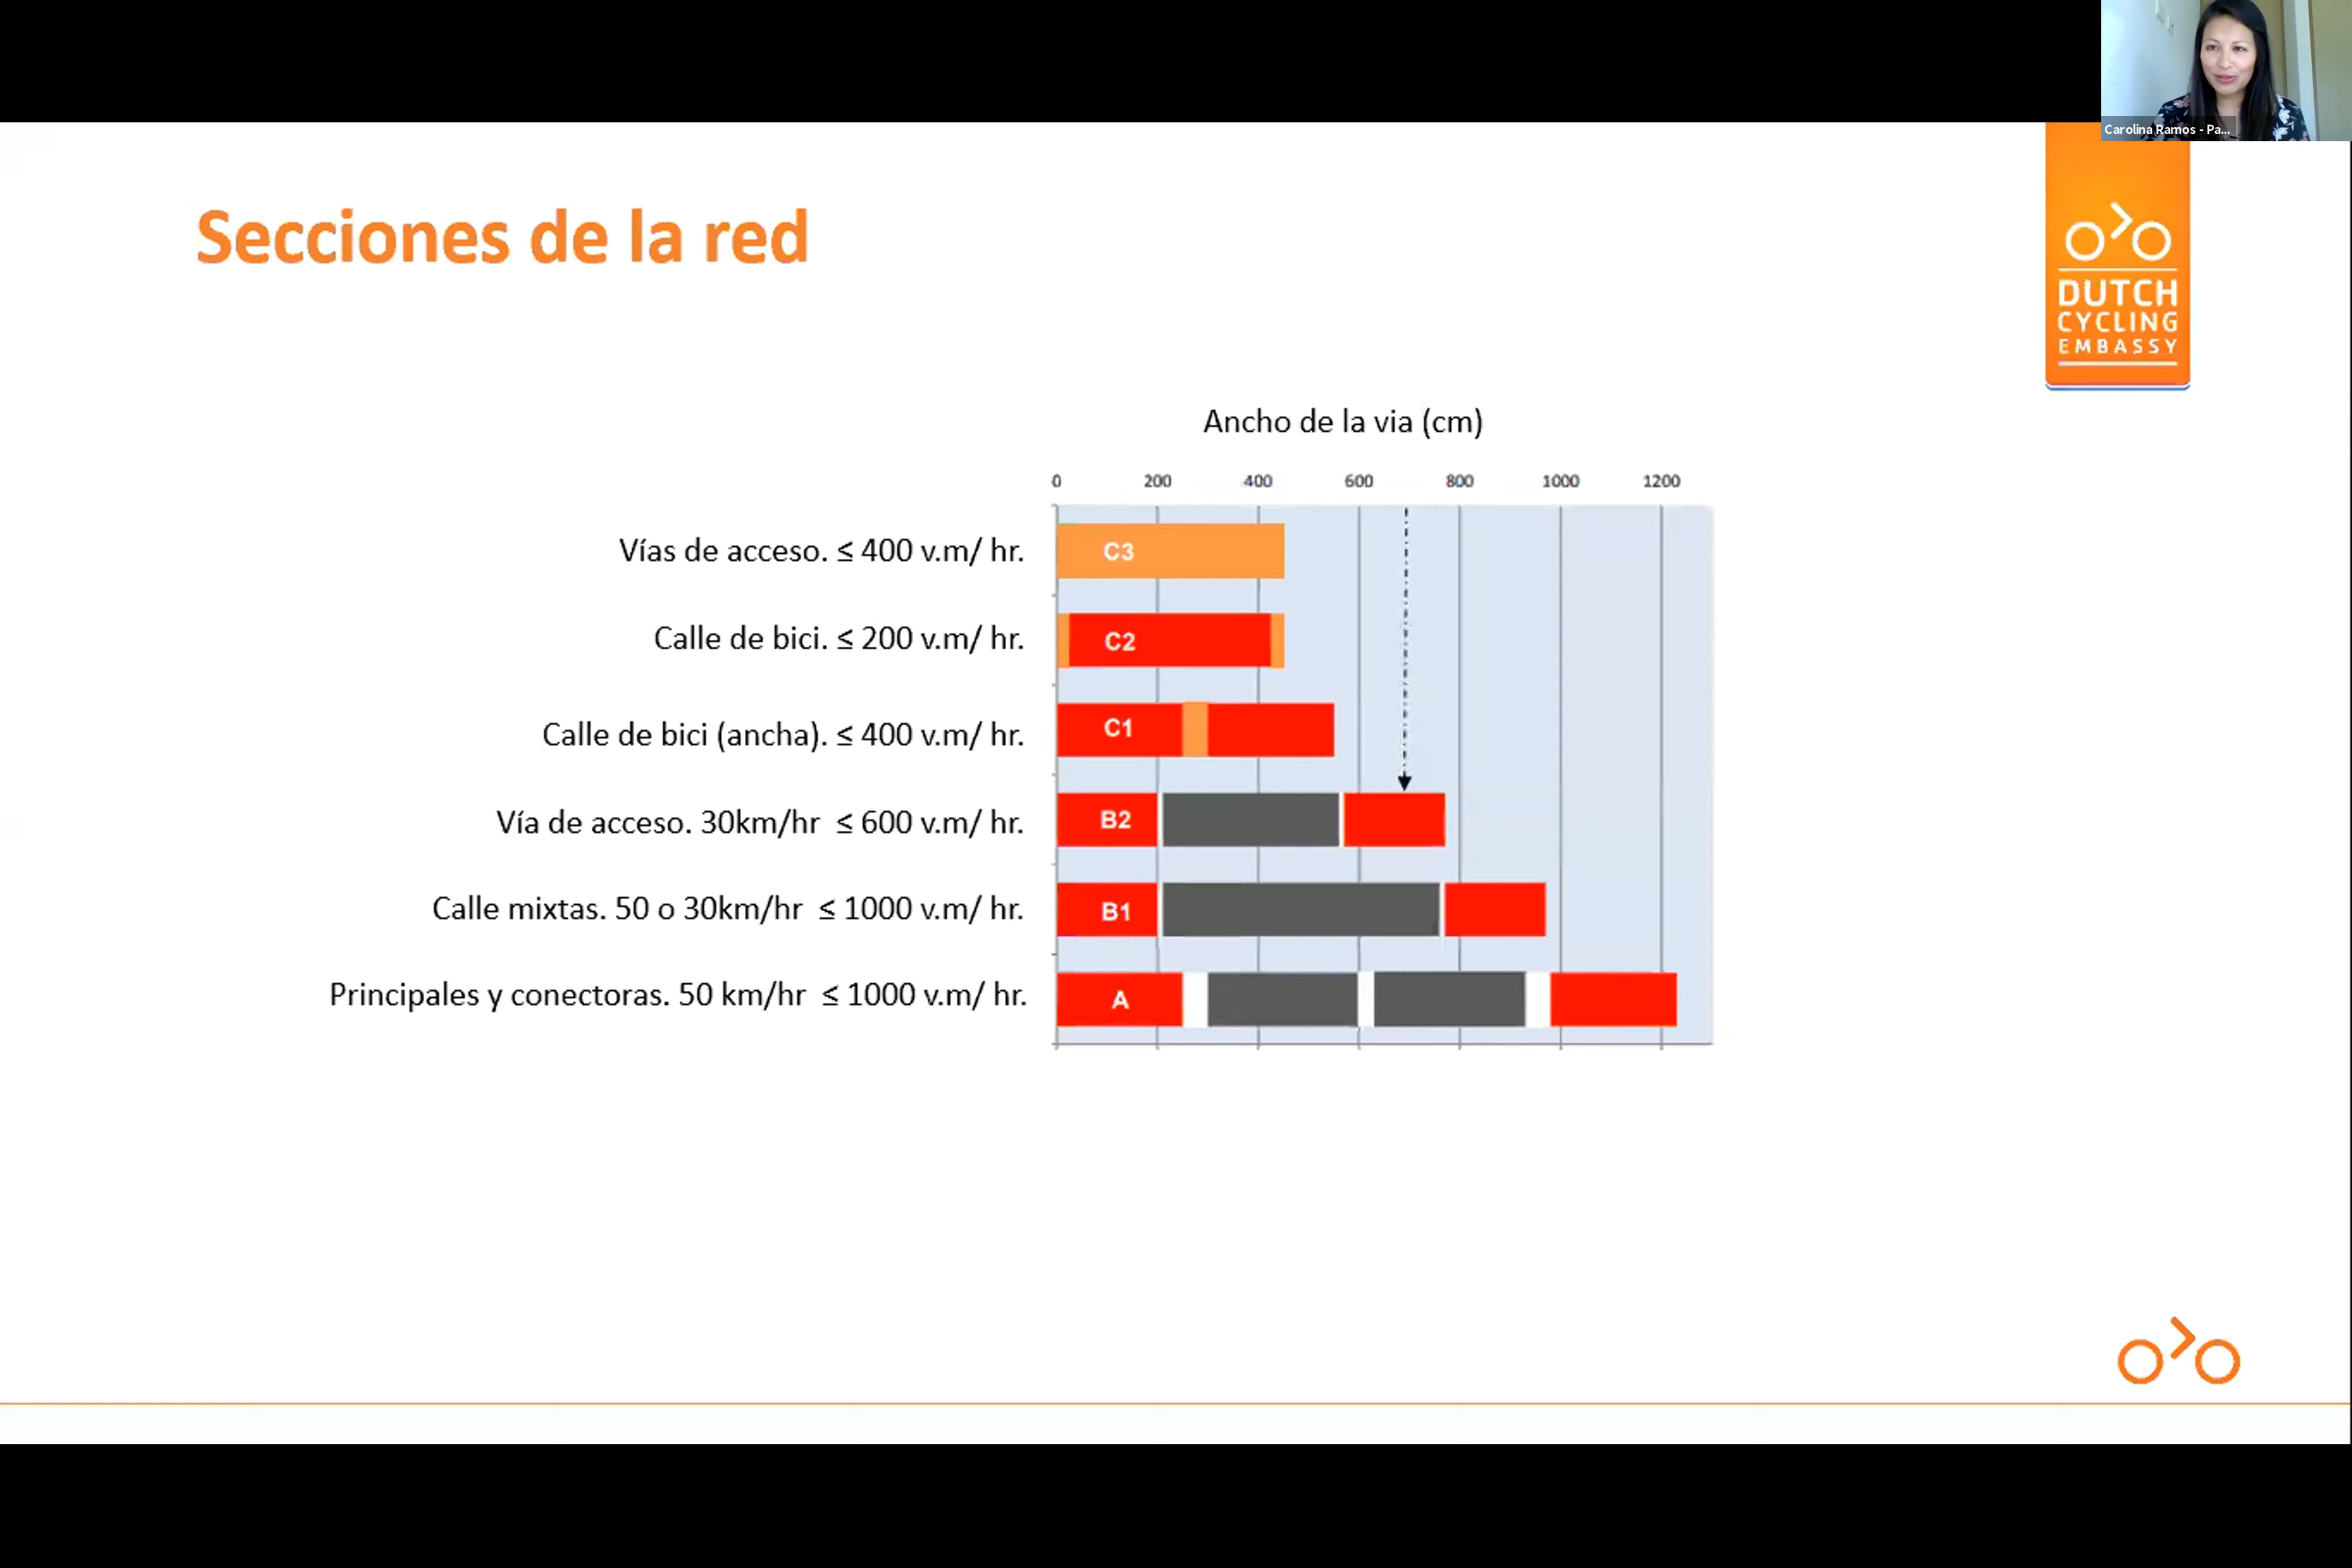 Carolina Ramos - Pa...
Secciones de la red
DUTCH
CYCLING
EMBASSY
Ancho de la via (cm)
0 200 400 600 800 1000 1200
Vías de acceso. ≤ 400 v.m/ hr. C3
Calle de bici. ≤ 200 v.m/ hr. C2
Calle de bici (ancha). ≤ 400 v.m/ hr. C1
Vía de acceso. 30km/hr ≤ 600 v.m/ hr. B2
Calle mixtas. 50 o 30km/hr ≤ 1000 v.m/ hr. B1
Principales y conectoras. 50 km/hr ≤ 1000 v.m/ hr. A